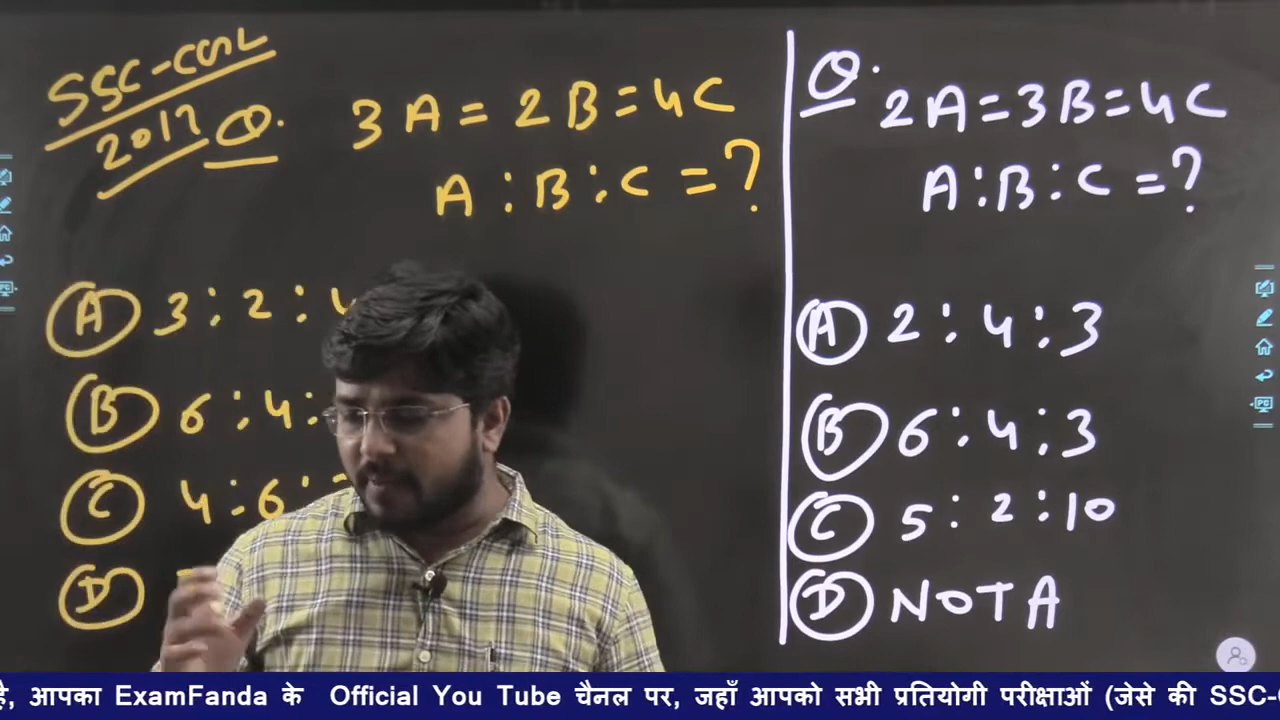 SSC-CGL
2017
Q. 3A = 2B = 4C
A : B : C = ?
(A) 3 : 2 : 4
(B) 6 : 4 :
(C) 4 : 6 :
(D)
Q. 2A = 3B = 4C
A : B : C = ?
(A) 2 : 4 : 3
(B) 6 : 4 : 3
(C) 5 : 2 : 10
(D) NOTA
है, आपका ExamFanda के Official You Tube चैनल पर, जहाँ आपको सभी प्रतियोगी परीक्षाओं (जेसे की SSC-